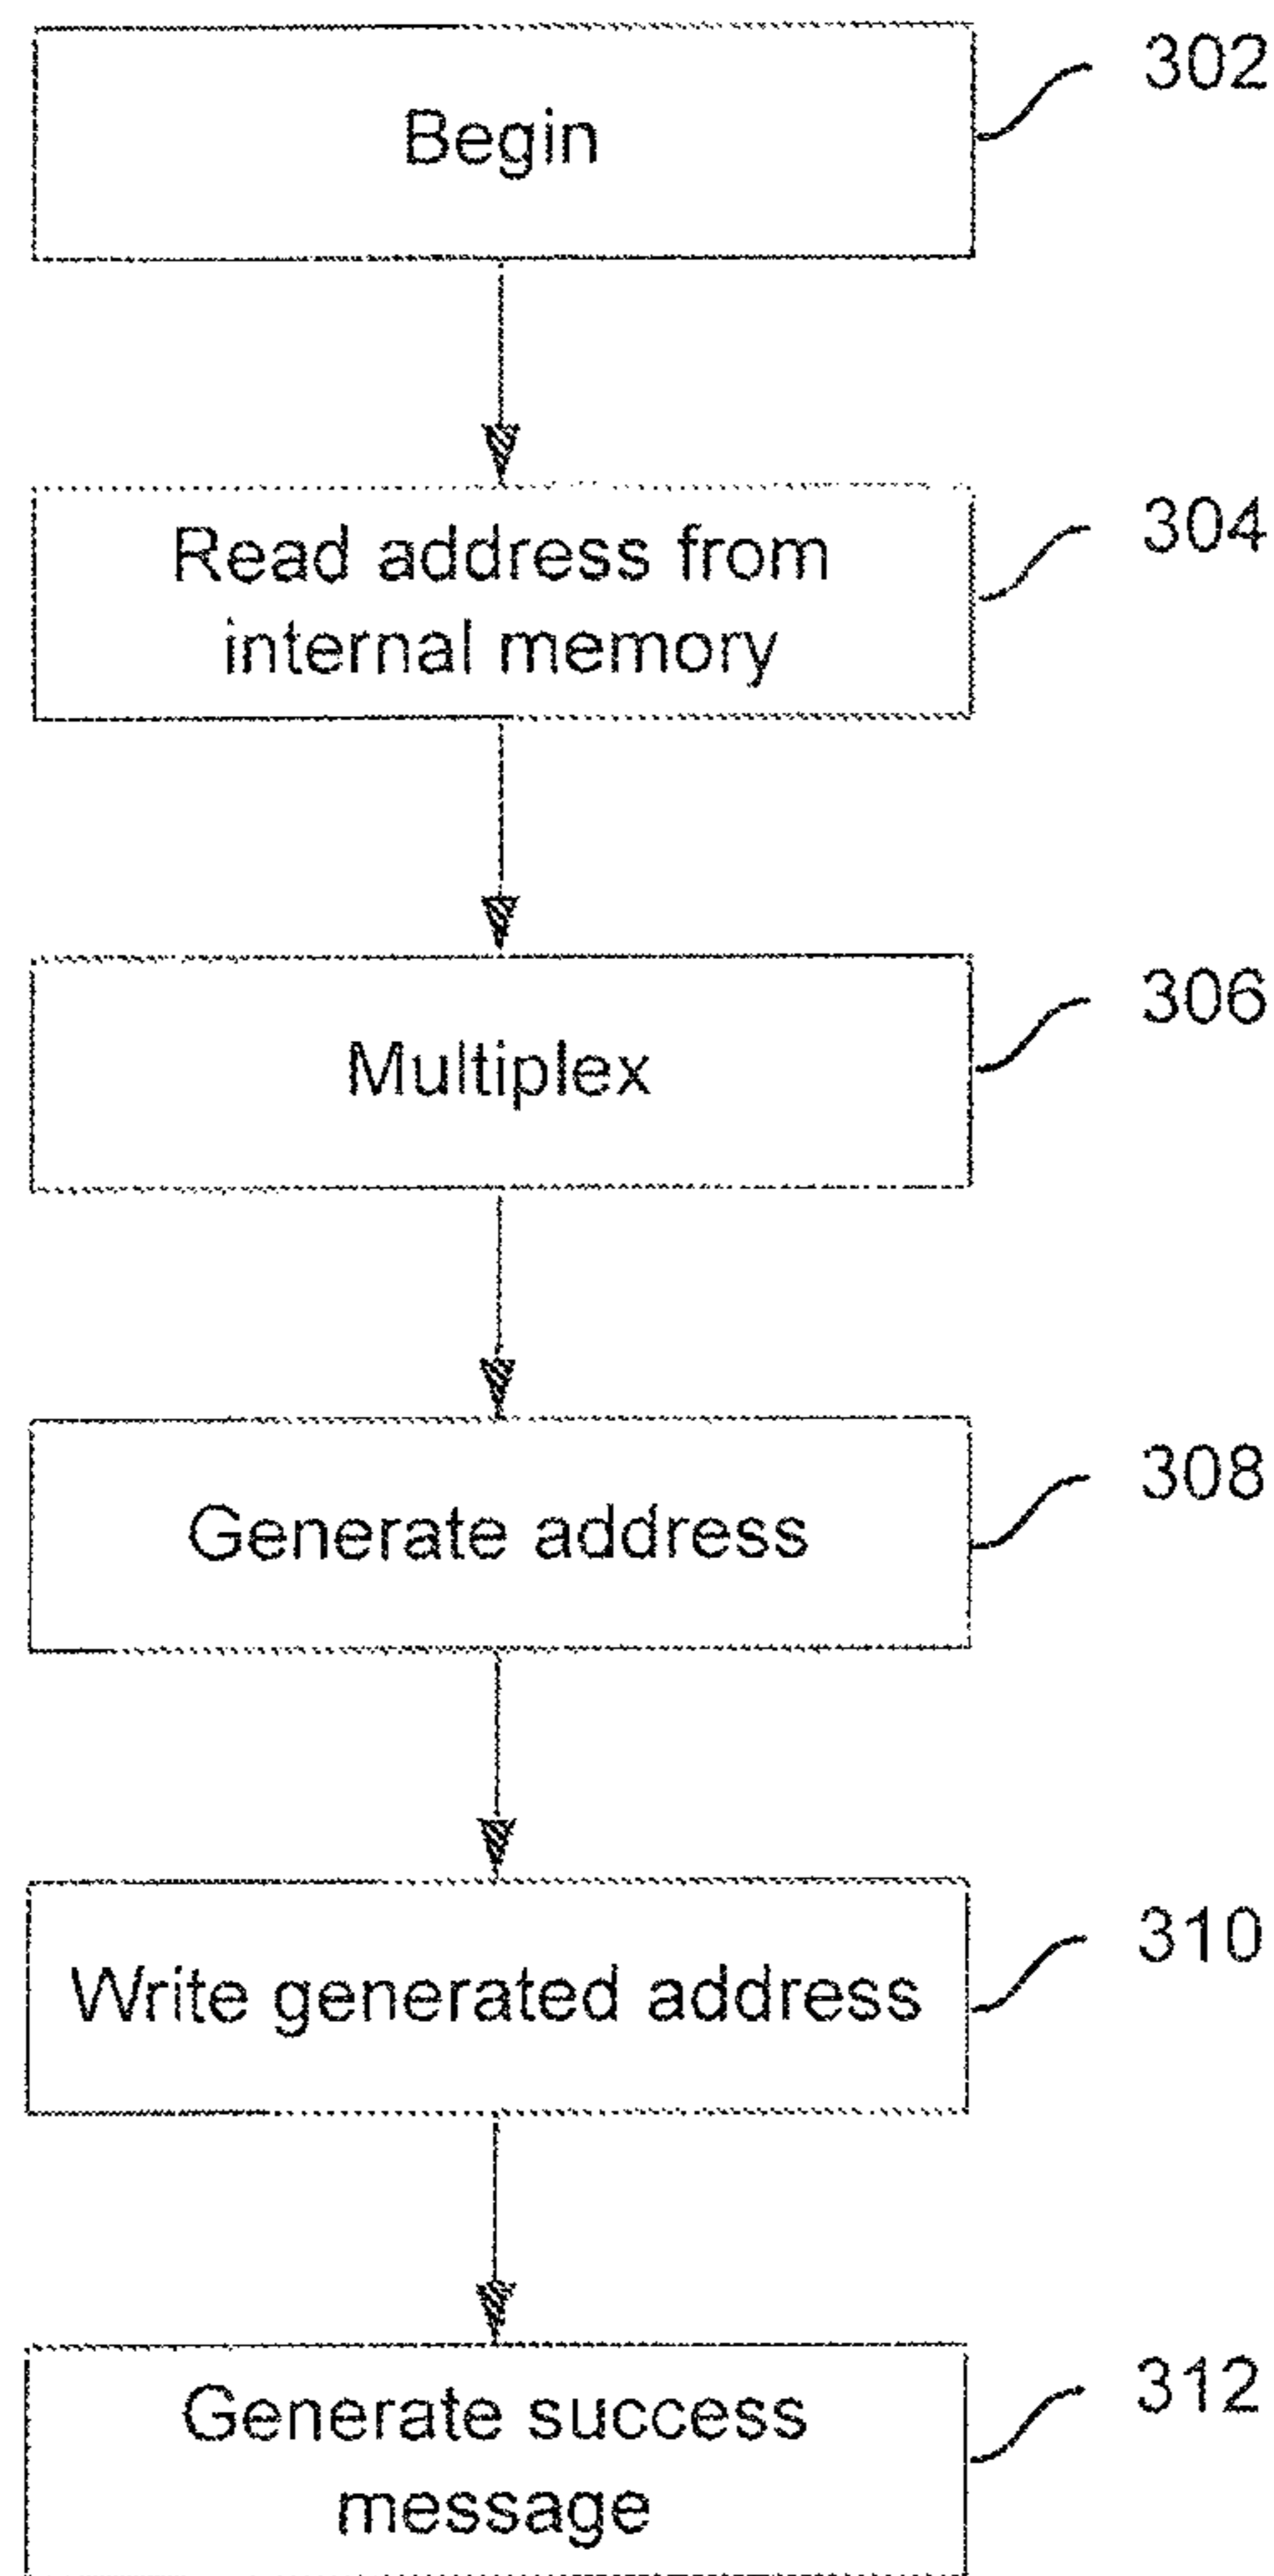 Begin
302
Read address from
internal memory
304
Multiplex
306
Generate address
308
Write generated address
310
Generate success
message
312